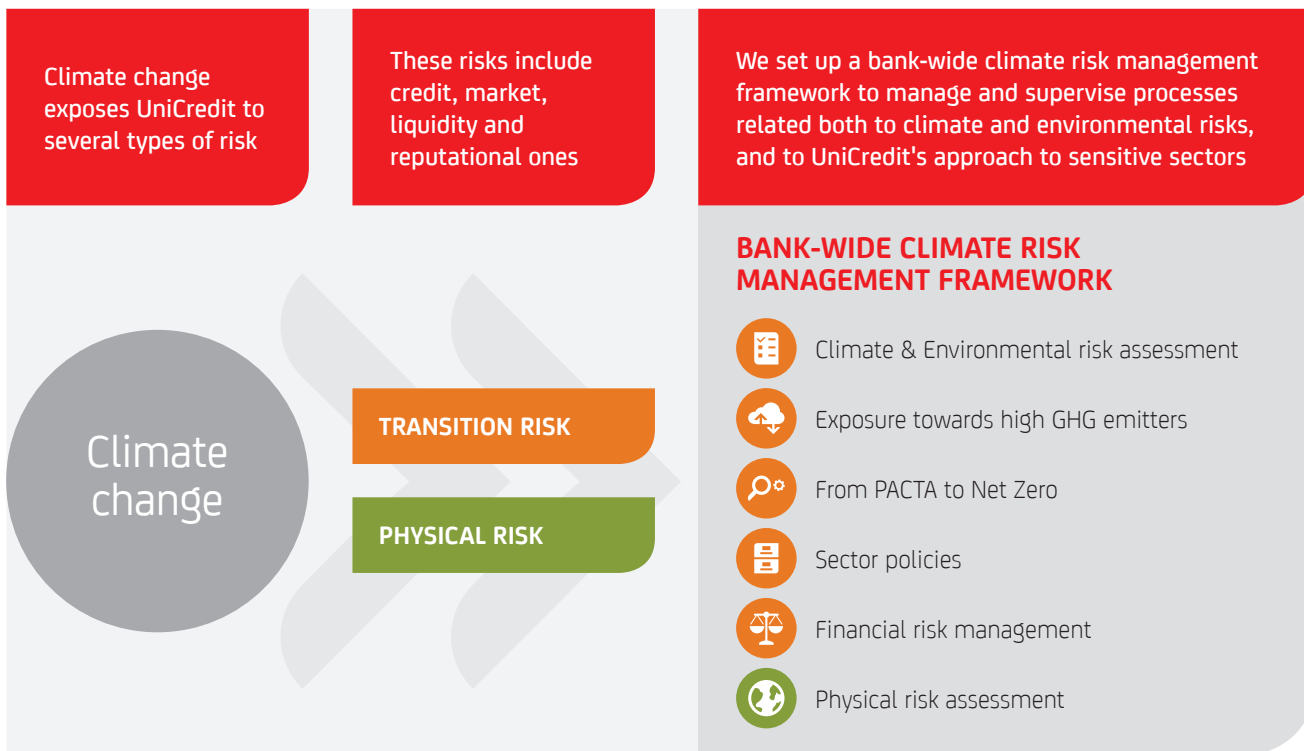 Climate change
exposes UniCredit to
several types of risk
These risks include
credit, market,
liquidity and
reputational ones
We set up a bank-wide climate risk management
framework to manage and supervise processes
related both to climate and environmental risks,
and to UniCredit's approach to sensitive sectors
Climate
change
TRANSITION RISK
PHYSICAL RISK
BANK-WIDE CLIMATE RISK
MANAGEMENT FRAMEWORK
Climate & Environmental risk assessment
Exposure towards high GHG emitters
From PACTA to Net Zero
Sector policies
Financial risk management
Physical risk assessment